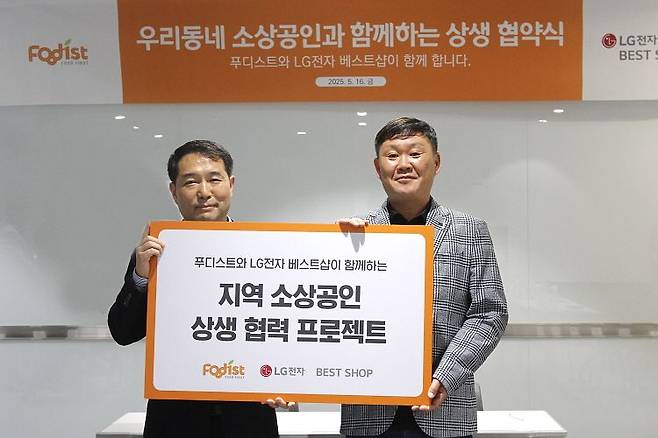 Foodist
우리동네 소상공인과 함께하는 상생 협약식
푸디스트와 LG전자 베스트샵이 함께 합니다.
2025. 5. 16. 금
LG전자
BEST SHOP
푸디스트와 LG전자 베스트샵이 함께하는
지역 소상공인
상생 협력 프로젝트
Foodist LG전자 BEST SHOP